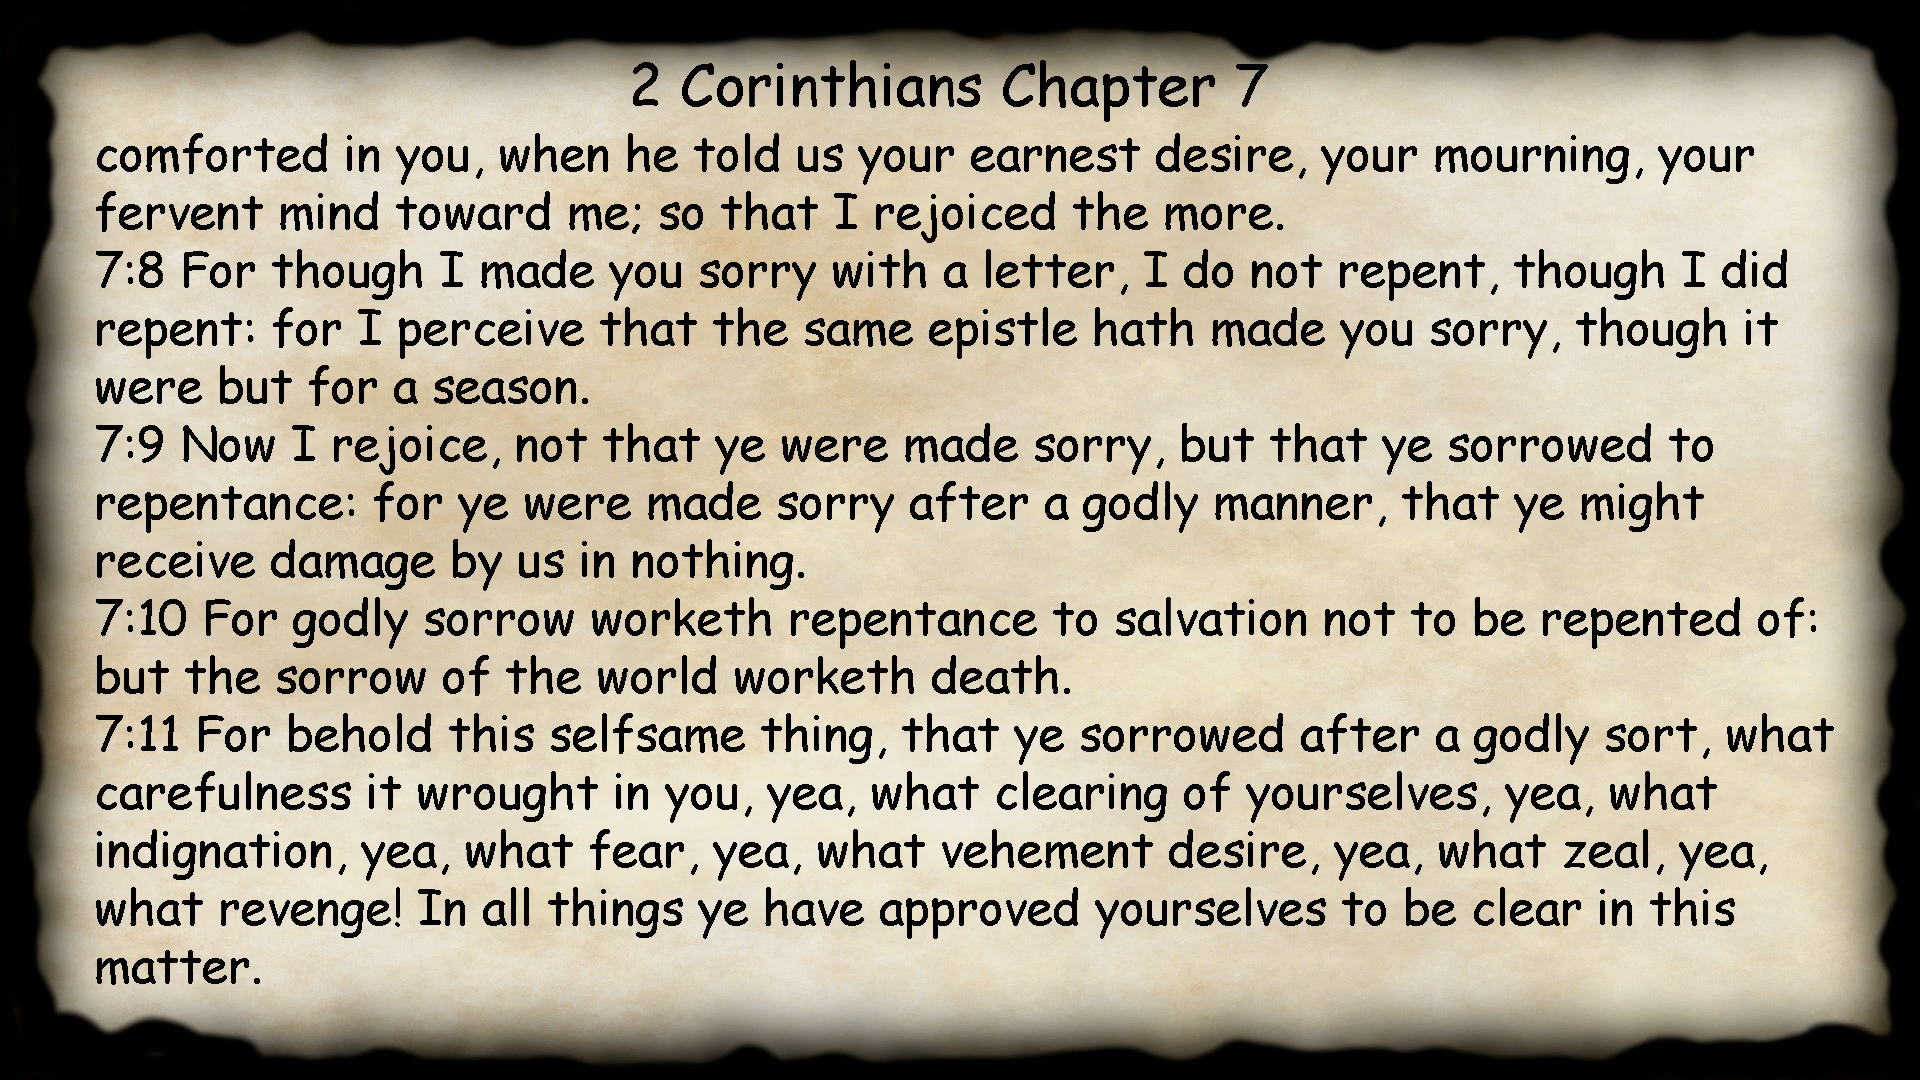 2 Corinthians Chapter 7
comforted in you, when he told us your earnest desire, your mourning, your
fervent mind toward me; so that I rejoiced the more.
7:8 For though I made you sorry with a letter, I do not repent, though I did
repent: for I perceive that the same epistle hath made you sorry, though it
were but for a season.
7:9 Now I rejoice, not that ye were made sorry, but that ye sorrowed to
repentance: for ye were made sorry after a godly manner, that ye might
receive damage by us in nothing.
7:10 For godly sorrow worketh repentance to salvation not to be repented of:
but the sorrow of the world worketh death.
7:11 For behold this selfsame thing, that ye sorrowed after a godly sort, what
carefulness it wrought in you, yea, what clearing of yourselves, yea, what
indignation, yea, what fear, yea, what vehement desire, yea, what zeal, yea,
what revenge! In all things ye have approved yourselves to be clear in this
matter.